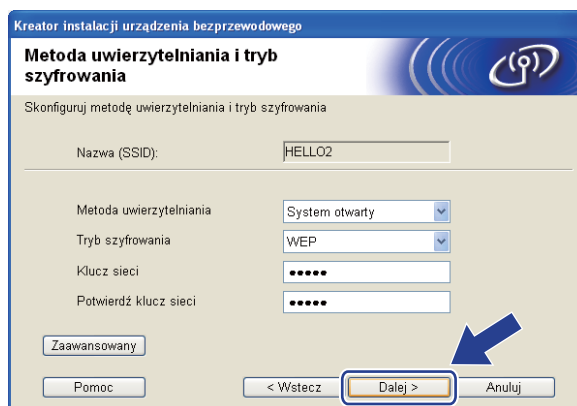 Kreator instalacji urządzenia bezprzewodowego
Metoda uwierzytelniania i tryb
szyfrowania
Skonfiguruj metodę uwierzytelniania i tryb szyfrowania
Nazwa (SSID): HELLO2
Metoda uwierzytelniania System otwarty
Tryb szyfrowania WEP
Klucz sieci •••••
Potwierdź klucz sieci •••••
Zaawansowany
Pomoc < Wstecz Dalej > Anuluj